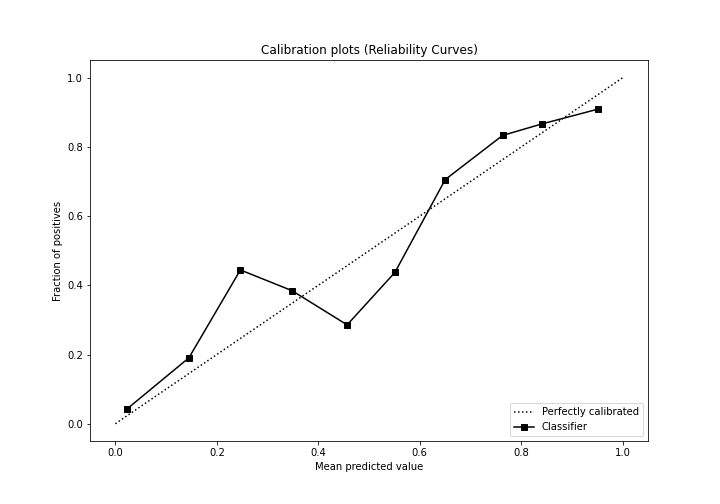 Calibration plots (Reliability Curves)
1.0
0.8
0.6
0.4
0.2
0.0
Fraction of positives
Perfectly calibrated
Classifier
0.0 0.2 0.4 0.6 0.8 1.0
Mean predicted value